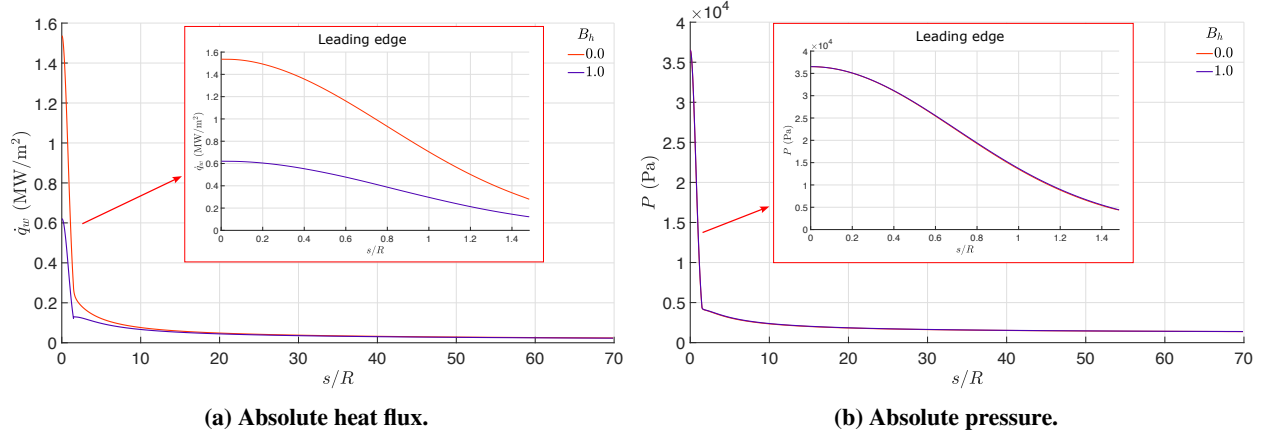 1.6
1.4
1.2
1
0.8
0.6
0.4
0.2
0
q̇_w (MW/m²)
0 10 20 30 40 50 60 70
s/R
B_h
0.0
1.0
Leading edge
1.6
1.4
1.2
1
0.8
0.6
0.4
0.2
0
q̇_w (MW/m²)
0 0.2 0.4 0.6 0.8 1 1.2 1.4
s/R
(a) Absolute heat flux.
×10⁴
4
3.5
3
2.5
2
1.5
1
0.5
0
P (Pa)
0 10 20 30 40 50 60 70
s/R
B_h
0.0
1.0
Leading edge
×10⁴
4
3.5
3
2.5
2
1.5
1
0.5
0
P (Pa)
0 0.2 0.4 0.6 0.8 1 1.2 1.4
s/R
(b) Absolute pressure.